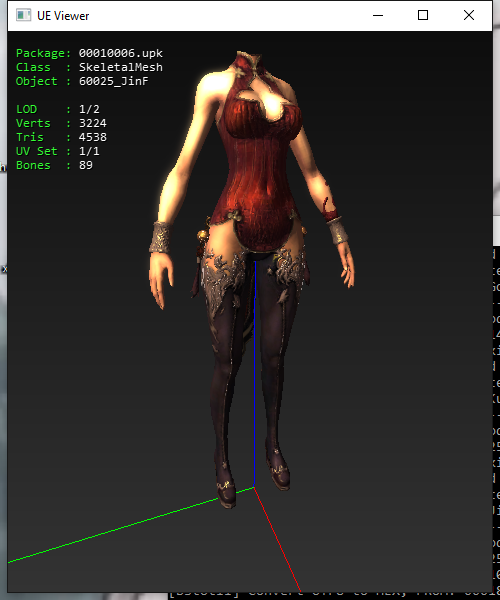 UE Viewer
Package: 00010006.upk
Class : SkeletalMesh
Object : 60025_JinF
LOD : 1/2
Verts : 3224
Tris : 4538
UV Set : 1/1
Bones : 89